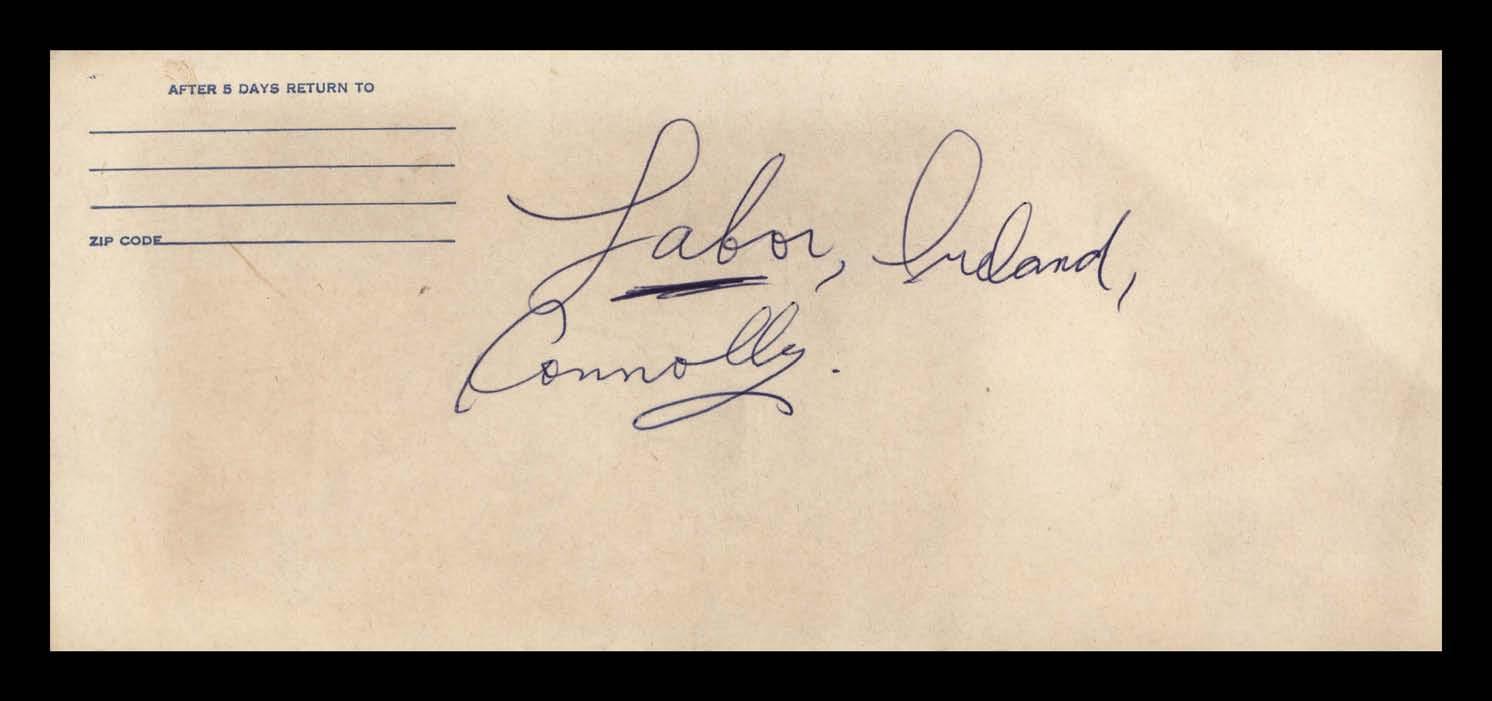 AFTER 5 DAYS RETURN TO
ZIP CODE
Labor, Ireland,
Connolly.